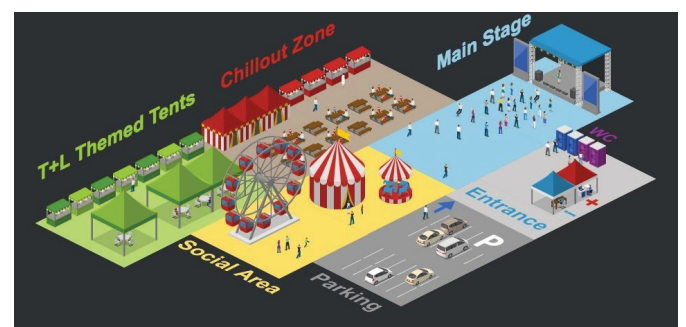 Chillout Zone
Main Stage
T+L Themed Tents
WC
Entrance
Social Area
P
Parking